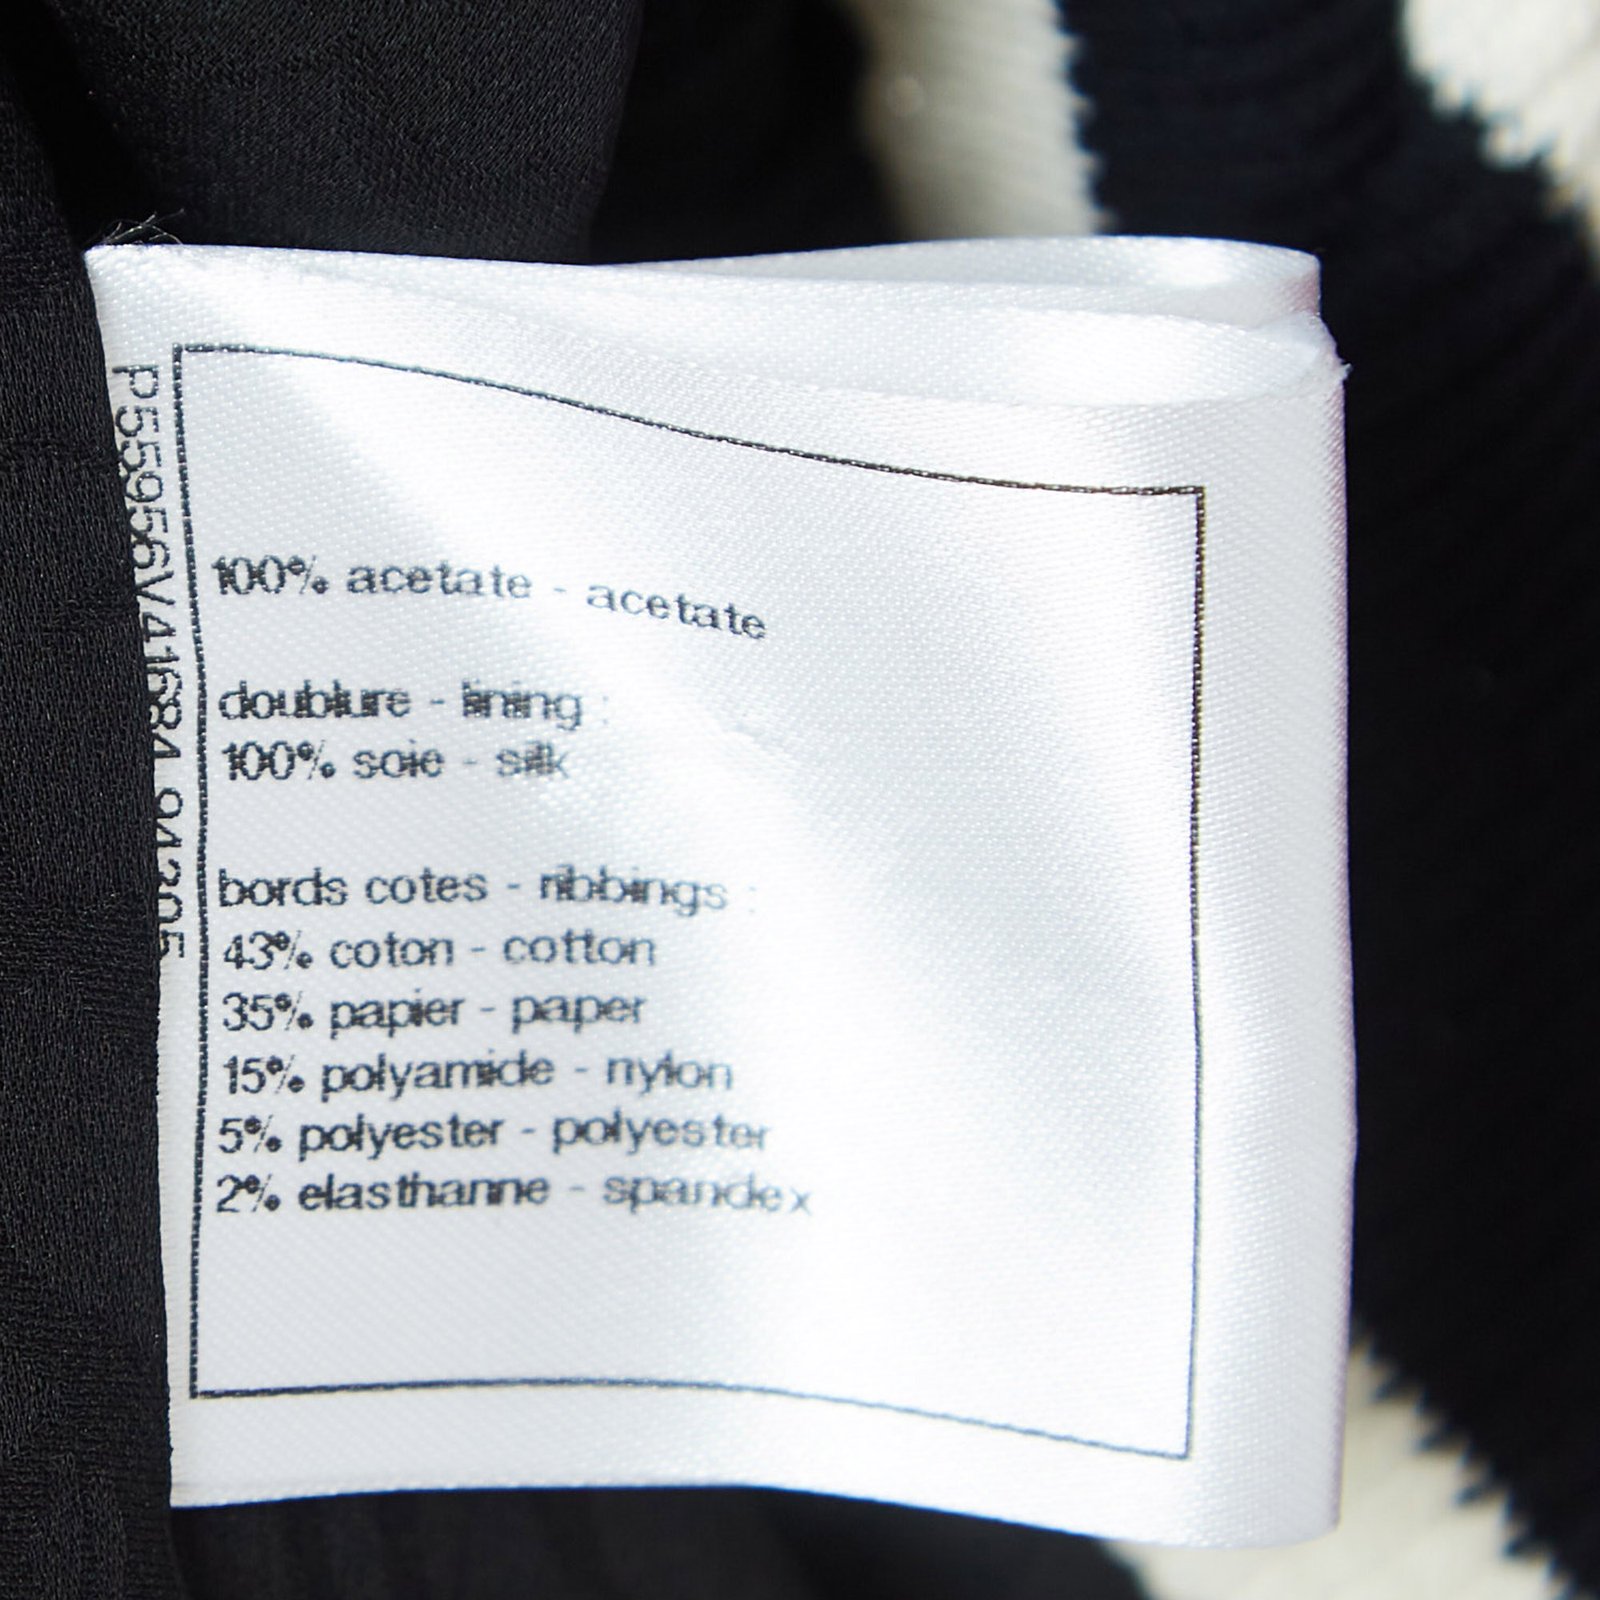 P55956V41684 94305
100% acetate - acetate
doublure - lining :
100% soie - silk
bords cotes - ribbings :
43% coton - cotton
35% papier - paper
15% polyamide - nylon
5% polyester - polyester
2% elasthanne - spandex